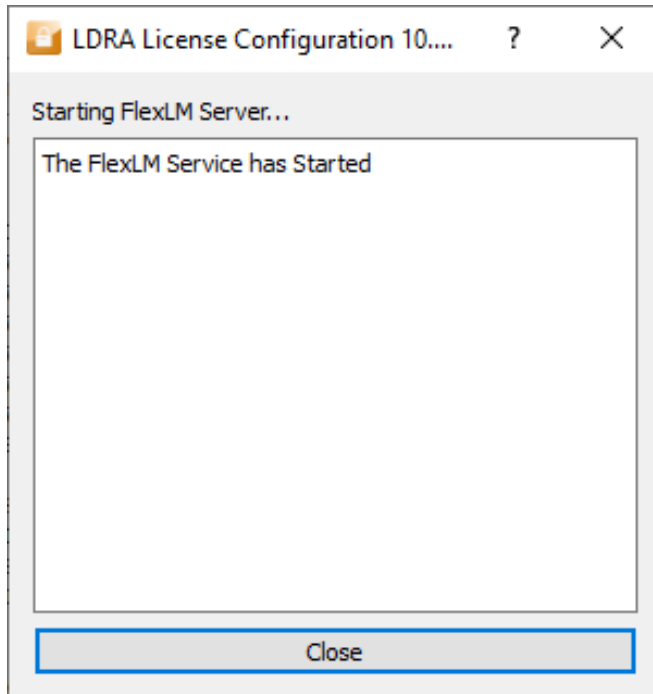 LDRA License Configuration 10.... ?
Starting FlexLM Server...
The FlexLM Service has Started
Close